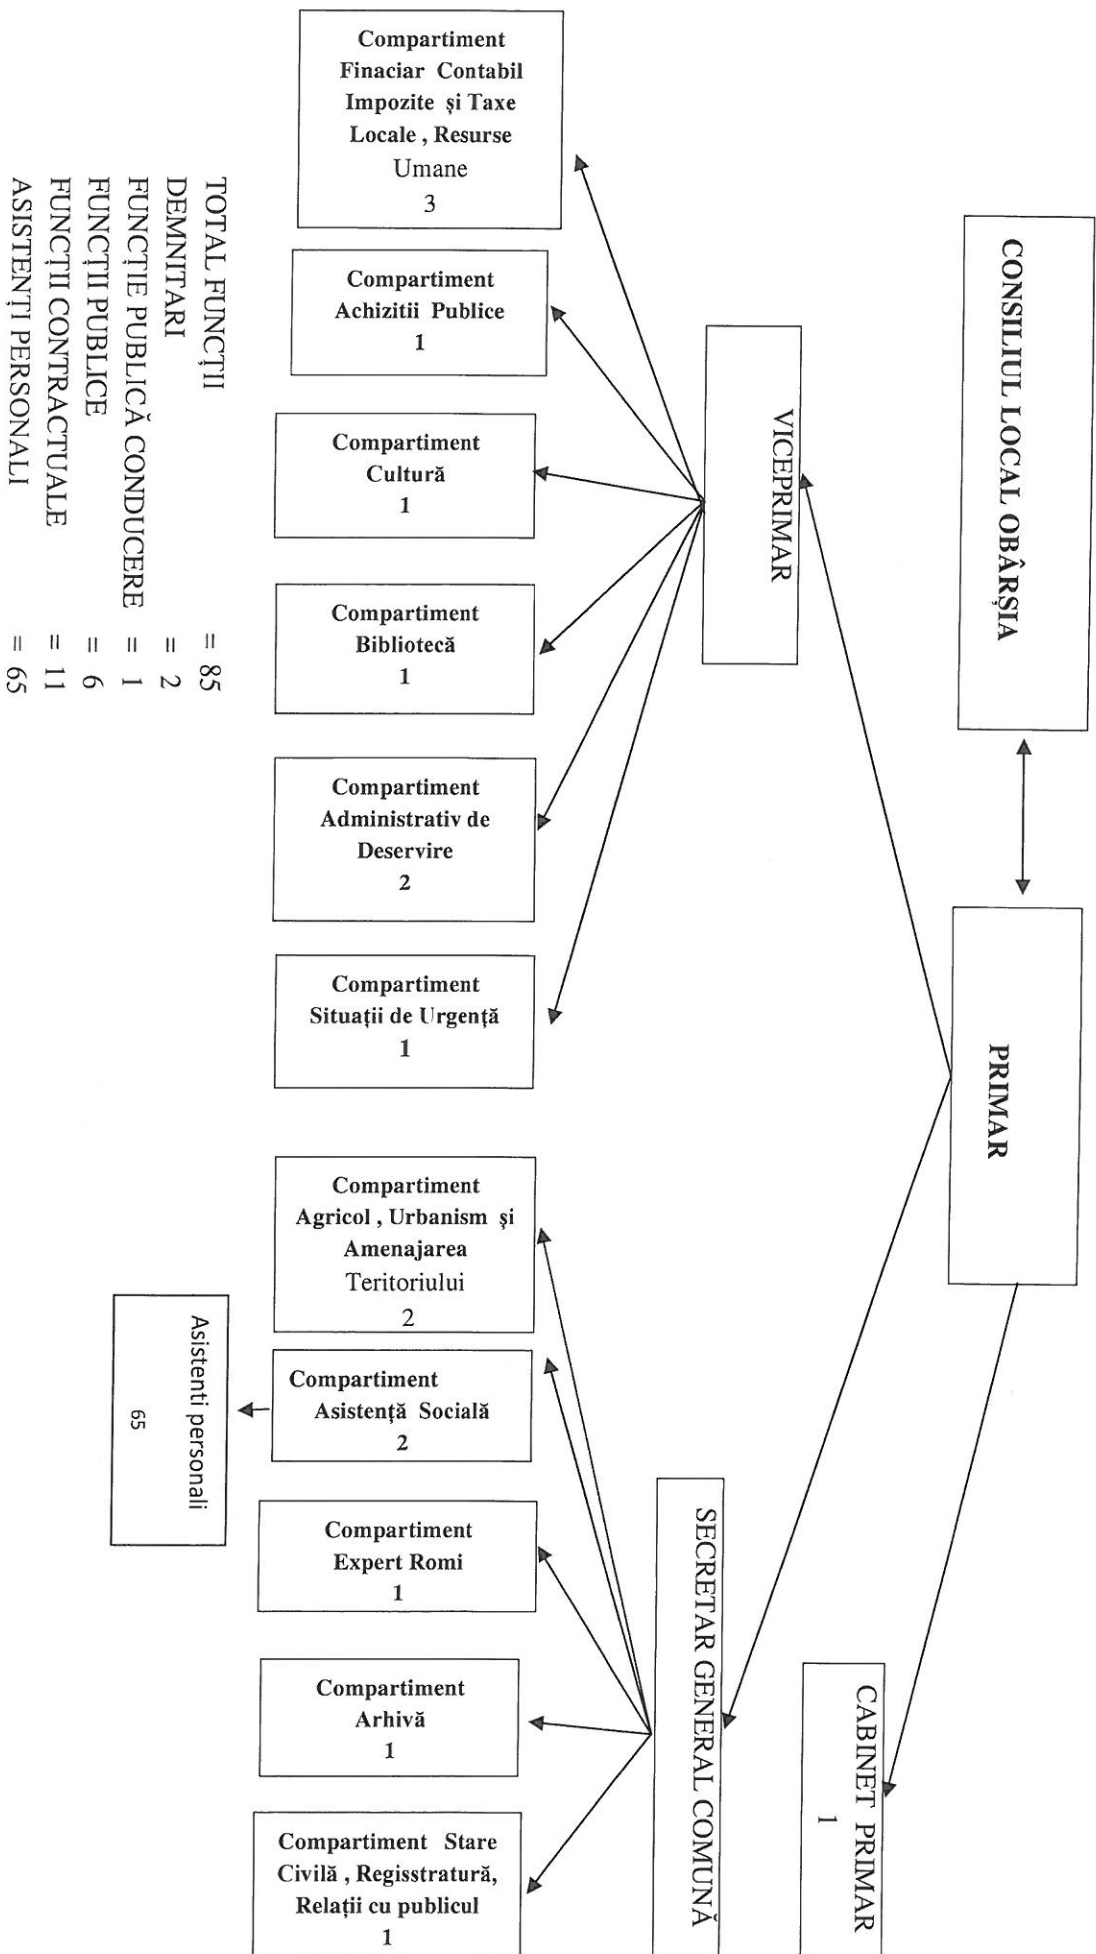 CONSILIUL LOCAL OBÂRȘIA
PRIMAR
VICEPRIMAR
CABINET PRIMAR
1
SECRETAR GENERAL COMUNĂ
Compartiment
Finaciar Contabil
Impozite și Taxe
Locale , Resurse
Umane
3
Compartiment
Achizitii Publice
1
Compartiment
Cultură
1
Compartiment
Bibliotecă
1
Compartiment
Administrativ de
Deservire
2
Compartiment
Situații de Urgență
1
Compartiment
Agricol , Urbanism și
Amenajarea
Teritoriului
2
Compartiment
Asistență Socială
2
Compartiment
Expert Romi
1
Compartiment
Arhivă
1
Compartiment Stare
Civilă , Regisstratură,
Relații cu publicul
1
Asistenti personali
65
TOTAL FUNCȚII = 85
DEMNITARI = 2
FUNCȚIE PUBLICĂ CONDUCERE = 1
FUNCȚII PUBLICE = 6
FUNCȚII CONTRACTUALE = 11
ASISTENȚI PERSONALI = 65